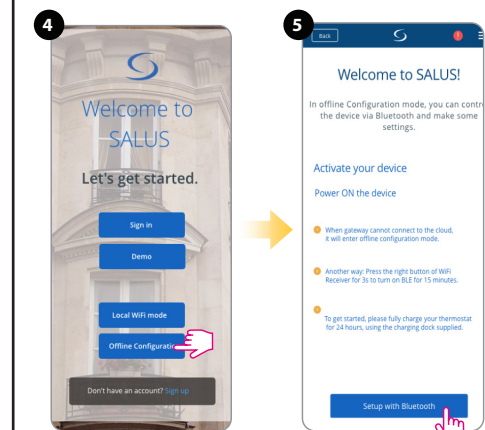 4
Welcome to
SALUS
Let's get started.
Sign in
Demo
Local WiFi mode
Offline Configuratio
Don't have an account? Sign up
5
Back
Welcome to SALUS!
In offline Configuration mode, you can contr
the device via Bluetooth and make some
settings.
Activate your device
Power ON the device
When gateway cannot connect to the cloud,
it will enter offline configuration mode.
Another way: Press the right button of WiFi
Receiver for 3s to turn on BLE for 15 minutes.
To get started, please fully charge your thermostat
for 24 hours, using the charging dock supplied.
Setup with Bluetooth